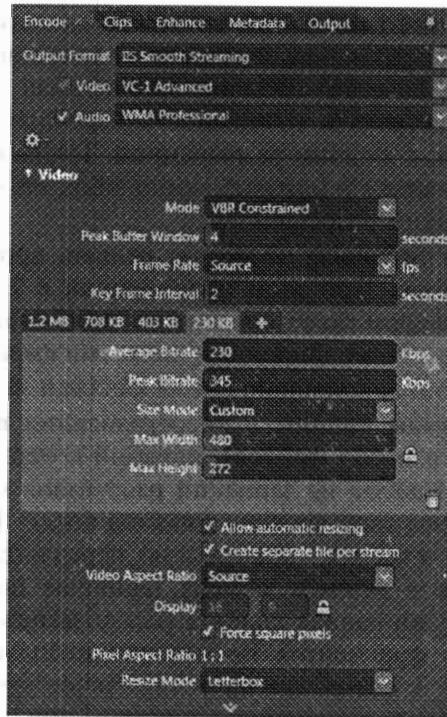 Encode × Clips Enhance Metadata Output
Output Format IIS Smooth Streaming
Video VC-1 Advanced
Audio WMA Professional
Video
Mode VBR Constrained
Peak Buffer Window 4 seconds
Frame Rate Source fps
Key Frame Interval 2 seconds
1.2 MB 708 KB 403 KB 230 KB +
Average Bitrate 230 Kbps
Peak Bitrate 345 Kbps
Size Mode Custom
Max Width 480
Max Height 272
Allow automatic resizing
Create separate file per stream
Video Aspect Ratio Source
Display 16 : 9
Force square pixels
Pixel Aspect Ratio 1 : 1
Resize Mode Letterbox